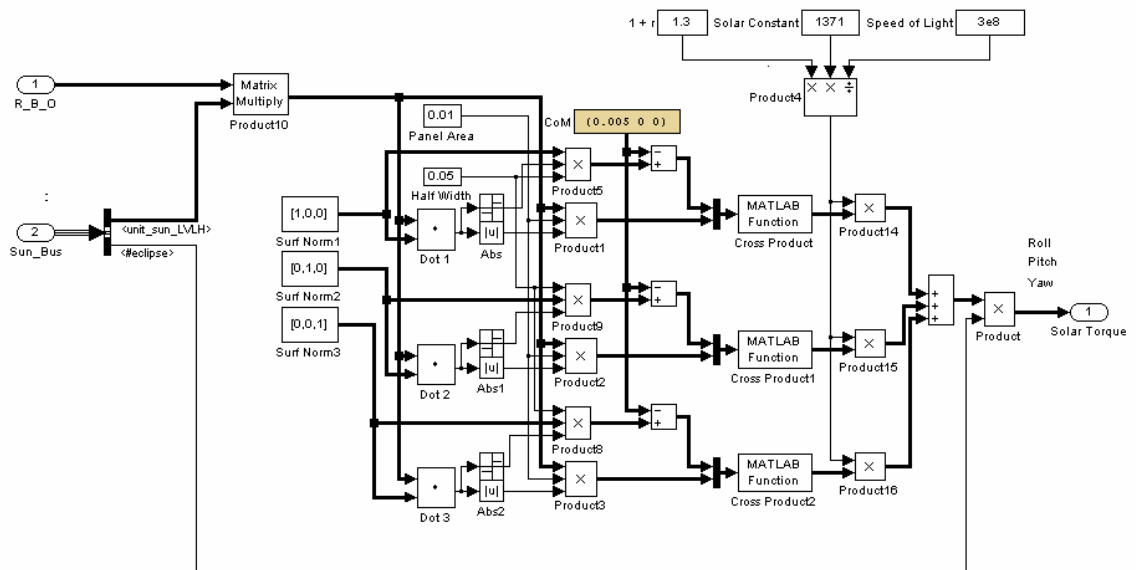 1 + r 1.3 Solar Constant 1371 Speed of Light 3e8
× × ÷
Product4
1
R_B_O
Matrix
Multiply
Product10
0.01
Panel Area
CoM (0.005 0 0)
0.05
Half Width
×
Product5
−
+
:
<unit_sun_LVLH>
2
Sun_Bus
<#eclipse>
[1,0,0]
Surf Norm1
Dot 1
|u|
Abs
×
Product1
MATLAB
Function
Cross Product
×
Product14
[0,1,0]
Surf Norm2
×
Product9
−
+
[0,0,1]
Surf Norm3
Dot 2
|u|
Abs1
×
Product2
MATLAB
Function
Cross Product1
×
Product15
+
+
+
Roll
Pitch
Yaw
×
Product
1
Solar Torque
×
Product8
−
+
Dot 3
|u|
Abs2
×
Product3
MATLAB
Function
Cross Product2
×
Product16